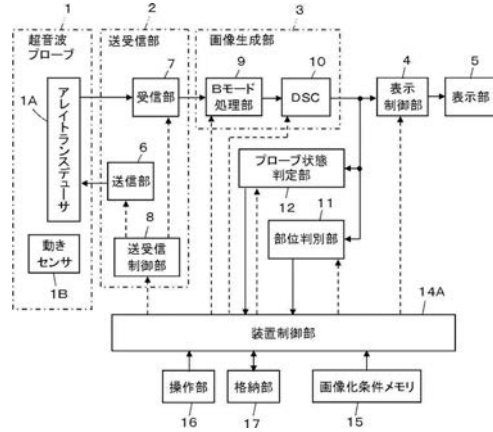 1
2
3
超音波
プローブ
送受信部
画像生成部
7
9
10
4
5
1A
アレイトランスデューサ
受信部
Bモード
処理部
DSC
表示
制御部
表示部
6
送信部
プローブ状態
判定部
12
11
8
送受信
制御部
部位判別部
動き
センサ
1B
14A
装置制御部
操作部
格納部
画像化条件メモリ
16
17
15